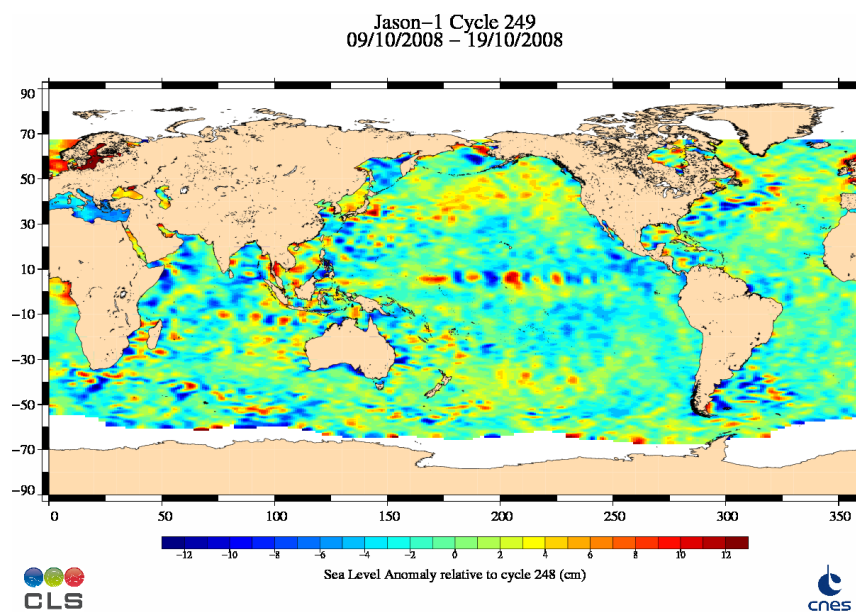 Jason-1 Cycle 249
09/10/2008 - 19/10/2008
90
70
50
30
10
-10
-30
-50
-70
-90
0 50 100 150 200 250 300 350
-12 -10 -8 -6 -4 -2 0 2 4 6 8 10 12
Sea Level Anomaly relative to cycle 248 (cm)
CLS
cnes